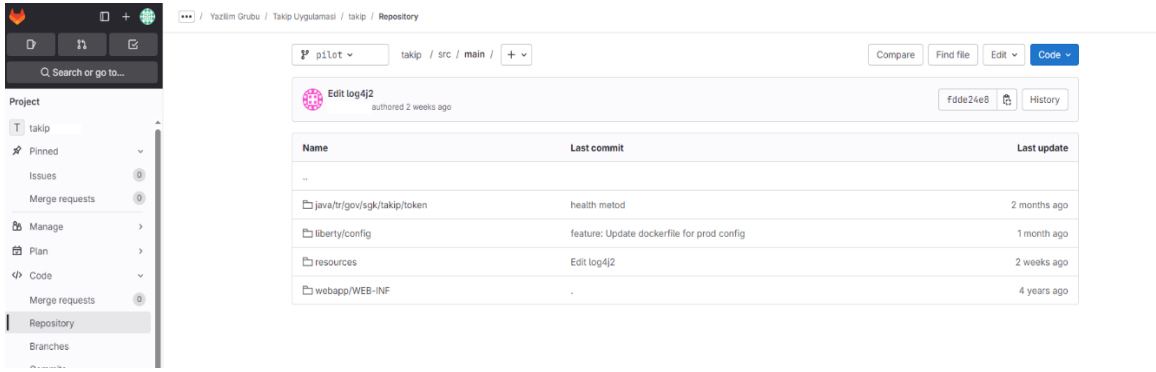 / Yazilim Grubu / Takip Uygulamasi / takip / Repository
Search or go to...
pilot takip / src / main / +
Compare Find file Edit Code
Edit log4j2
authored 2 weeks ago
fdde24e8 History
Project
T takip
Pinned
Issues 0
Merge requests 0
Manage
Plan
Code
Merge requests 0
Repository
Branches
Name Last commit Last update
..
java/tr/gov/sgk/takip/token health metod 2 months ago
liberty/config feature: Update dockerfile for prod config 1 month ago
resources Edit log4j2 2 weeks ago
webapp/WEB-INF . 4 years ago